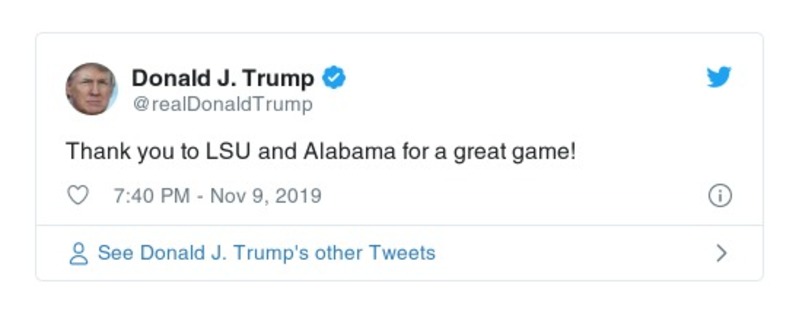 Donald J. Trump
@realDonaldTrump
Thank you to LSU and Alabama for a great game!
7:40 PM - Nov 9, 2019
See Donald J. Trump's other Tweets